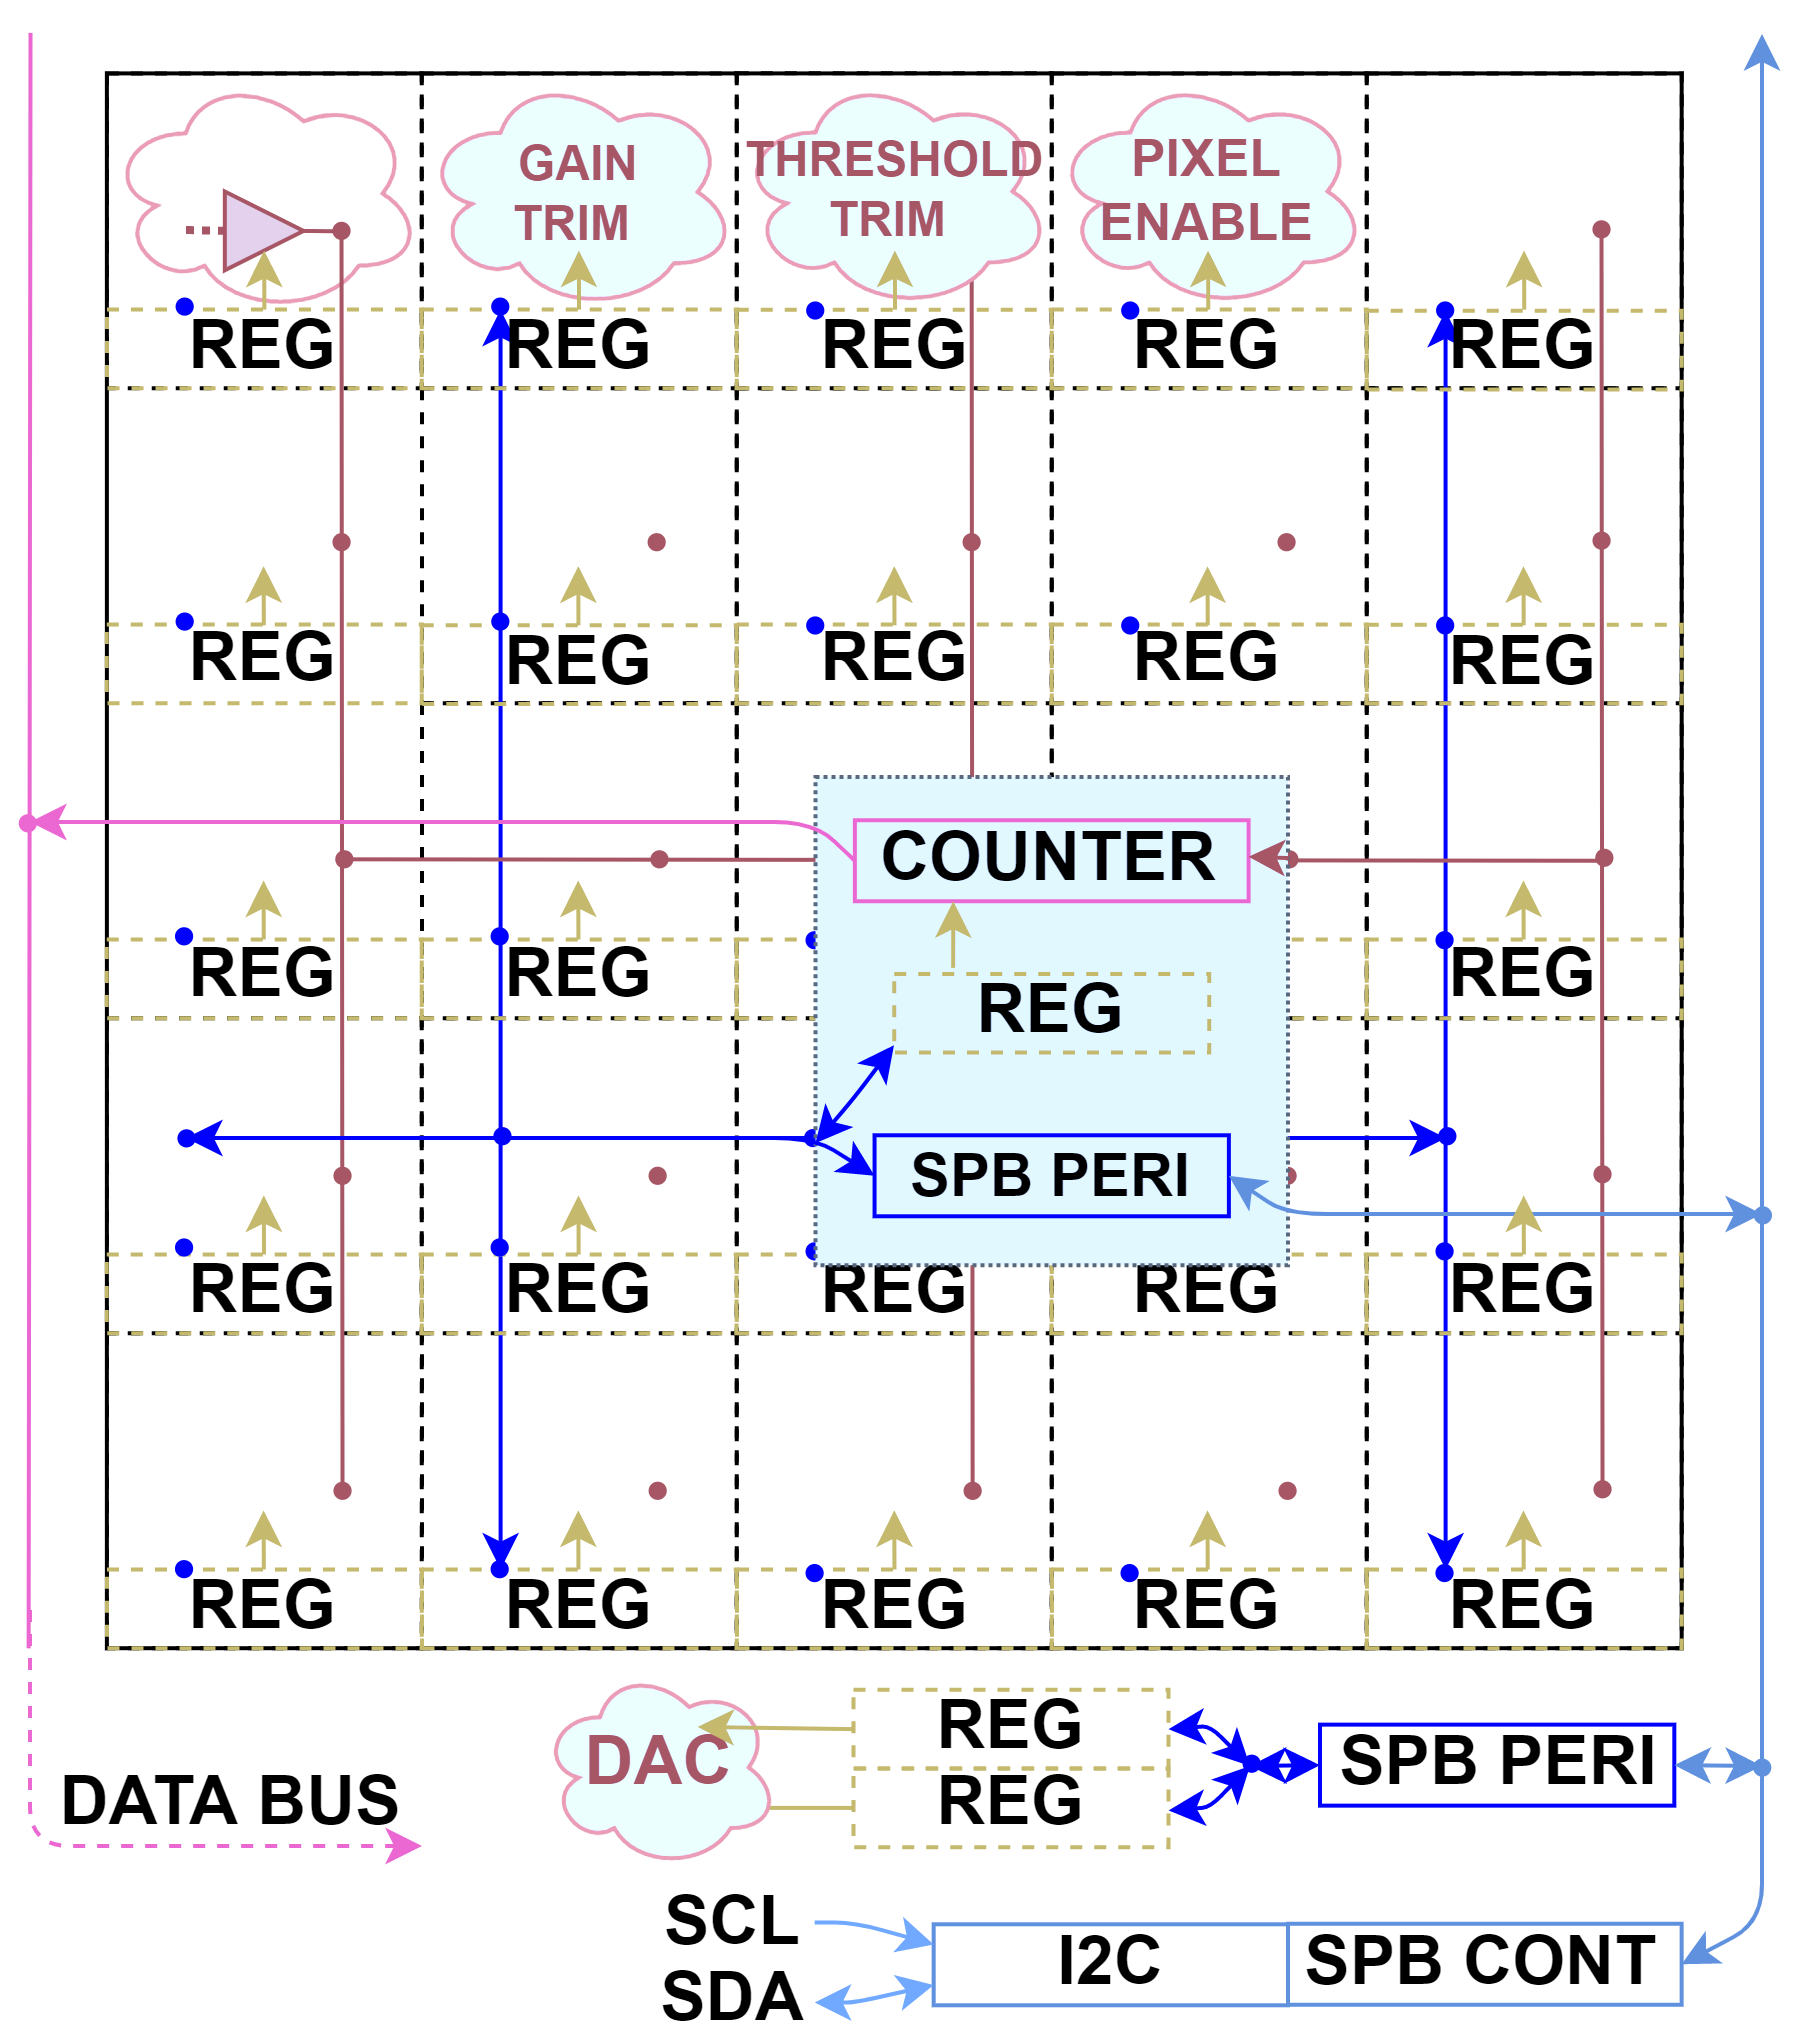 GAIN
TRIM
THRESHOLD
TRIM
PIXEL
ENABLE
REG REG REG REG REG
REG REG REG REG REG
COUNTER
REG REG REG
REG
SPB PERI
REG REG REG REG REG
REG REG REG REG REG
DAC
REG
REG
SPB PERI
DATA BUS
SCL
SDA
I2C
SPB CONT